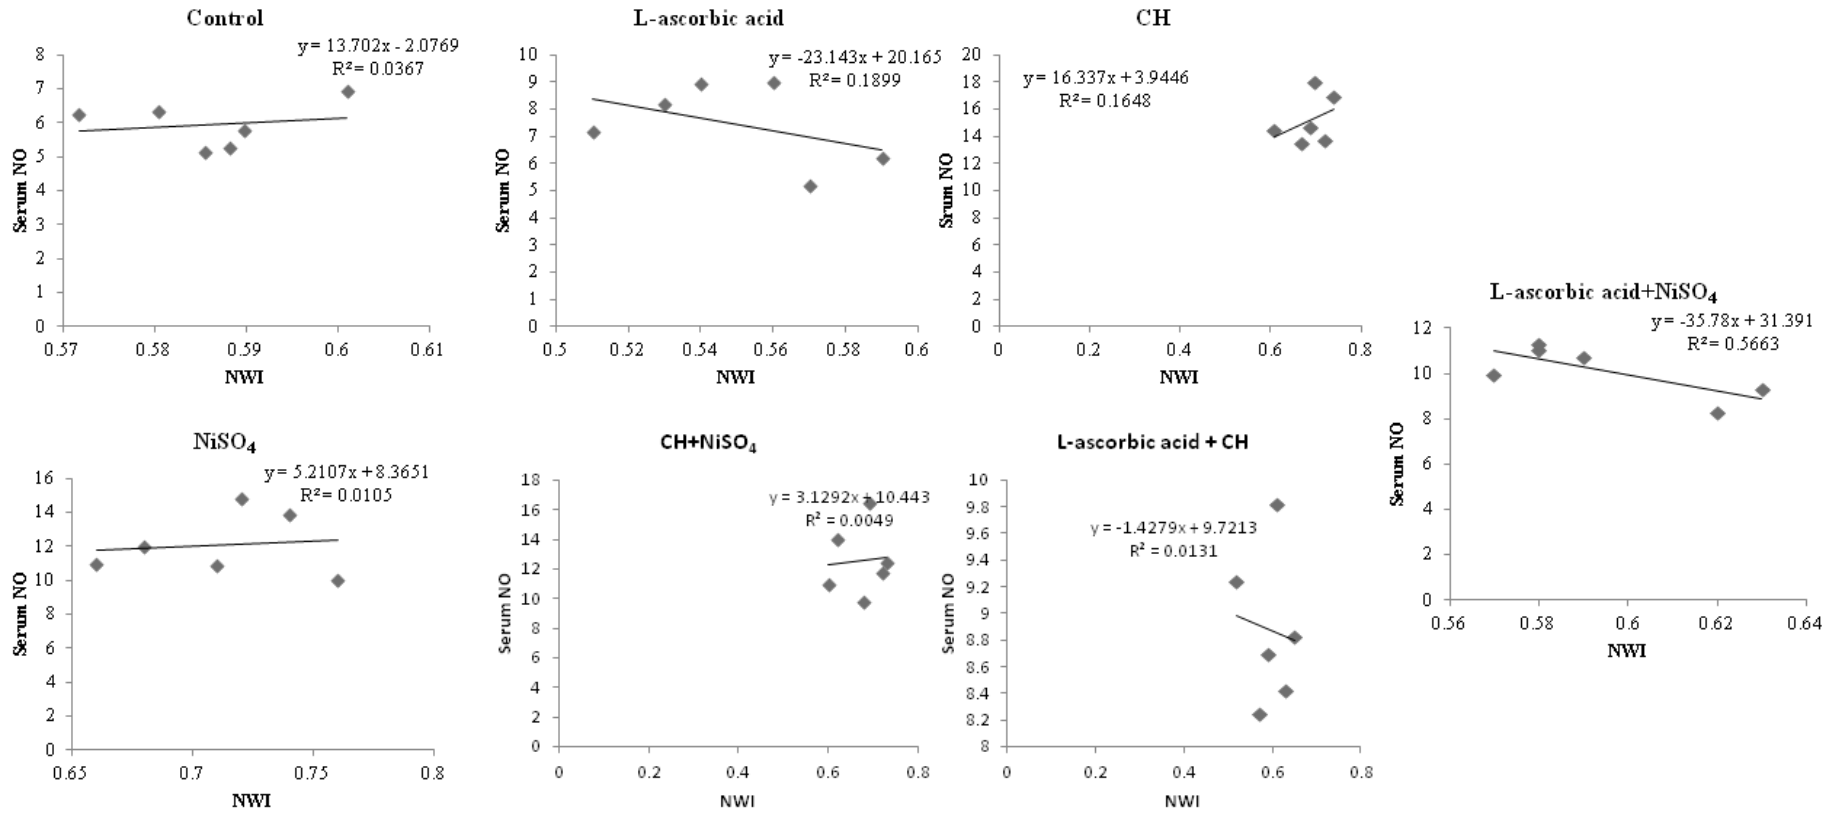 Control
y = 13.702x - 2.0769
R² = 0.0367
8
7
6
5
4
3
2
1
0
0.57 0.58 0.59 0.6 0.61
Serum NO
NWI
L-ascorbic acid
y = -23.143x + 20.165
R² = 0.1899
10
9
8
7
6
5
4
3
2
1
0
0.5 0.52 0.54 0.56 0.58 0.6
Serum NO
NWI
CH
y = 16.337x + 3.9446
R² = 0.1648
20
18
16
14
12
10
8
6
4
2
0
0 0.2 0.4 0.6 0.8
Srum NO
NWI
L-ascorbic acid+NiSO₄
y = -35.78x + 31.391
R² = 0.5663
12
10
8
6
4
2
0
0.56 0.58 0.6 0.62 0.64
Serum NO
NWI
NiSO₄
y = 5.2107x + 8.3651
R² = 0.0105
16
14
12
10
8
6
4
2
0
0.65 0.7 0.75 0.8
Serum NO
NWI
CH+NiSO₄
y = 3.1292x + 10.443
R² = 0.0049
18
16
14
12
10
8
6
4
2
0
0 0.2 0.4 0.6 0.8
Serum NO
NWI
L-ascorbic acid + CH
y = -1.4279x + 9.7213
R² = 0.0131
10
9.8
9.6
9.4
9.2
9
8.8
8.6
8.4
8.2
8
0 0.2 0.4 0.6 0.8
Serum NO
NWI